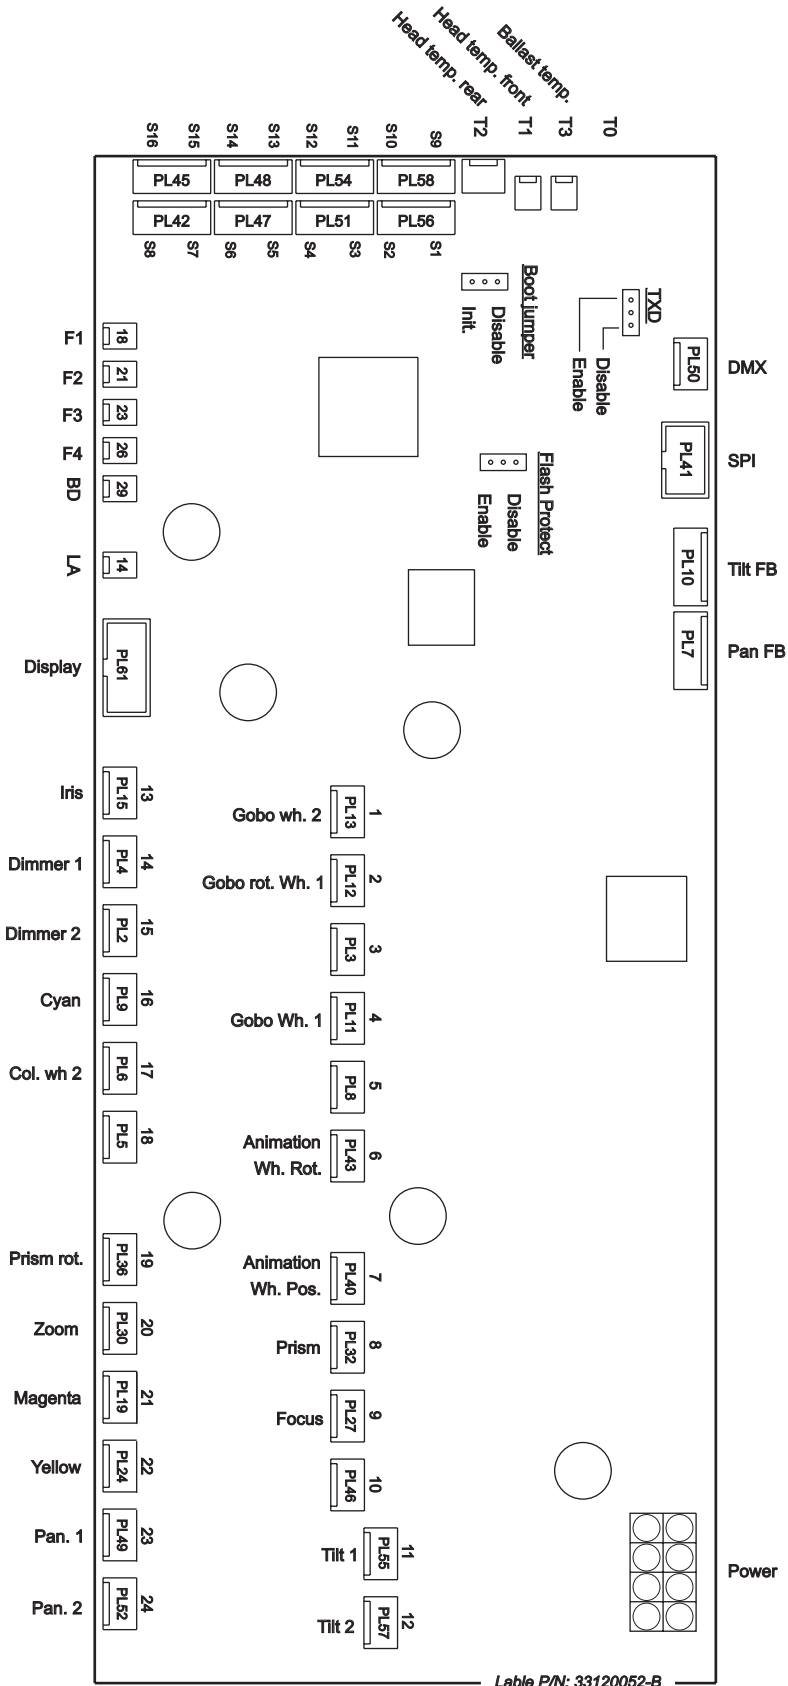 Head temp. rear
Head temp. front
Ballast temp.
T2
T1
T3
T0
S16
S15
S14
S13
S12
S11
S10
S9
PL45
PL48
PL54
PL58
PL42
PL47
PL51
PL56
S8
S7
S6
S5
S4
S3
S2
S1
Boot jumper
Disable
Init.
TXD
Disable
Enable
F1 18
F2 21
F3 23
F4 26
BD 29
LA 14
PL50 DMX
PL41 SPI
Flash Protect
Disable
Enable
PL10 Tilt FB
PL7 Pan FB
Display PL61
Iris PL15 13
Dimmer 1 PL4 14
Dimmer 2 PL2 15
Cyan PL9 16
Col. wh 2 PL6 17
PL5 18
Prism rot. PL36 19
Zoom PL30 20
Magenta PL19 21
Yellow PL24 22
Pan. 1 PL49 23
Pan. 2 PL52 24
Gobo wh. 2 PL13 1
Gobo rot. Wh. 1 PL12 2
PL3 3
Gobo Wh. 1 PL11 4
PL8 5
Animation
Wh. Rot. PL43 6
Animation
Wh. Pos. PL40 7
Prism PL32 8
Focus PL27 9
PL46 10
Tilt 1 PL55 11
Tilt 2 PL57 12
Power
Lable P/N: 33120052-B